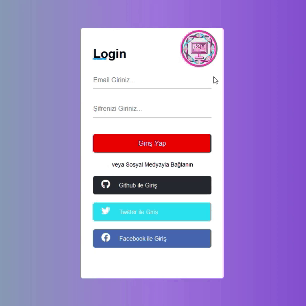 Login
Email Giriniz
Şifrenizi Giriniz...
Giriş Yap
veya Sosyal Medyayla Bağlanın
Github ile Giriş
Twitter ile Giriş
Facebook ile Giriş